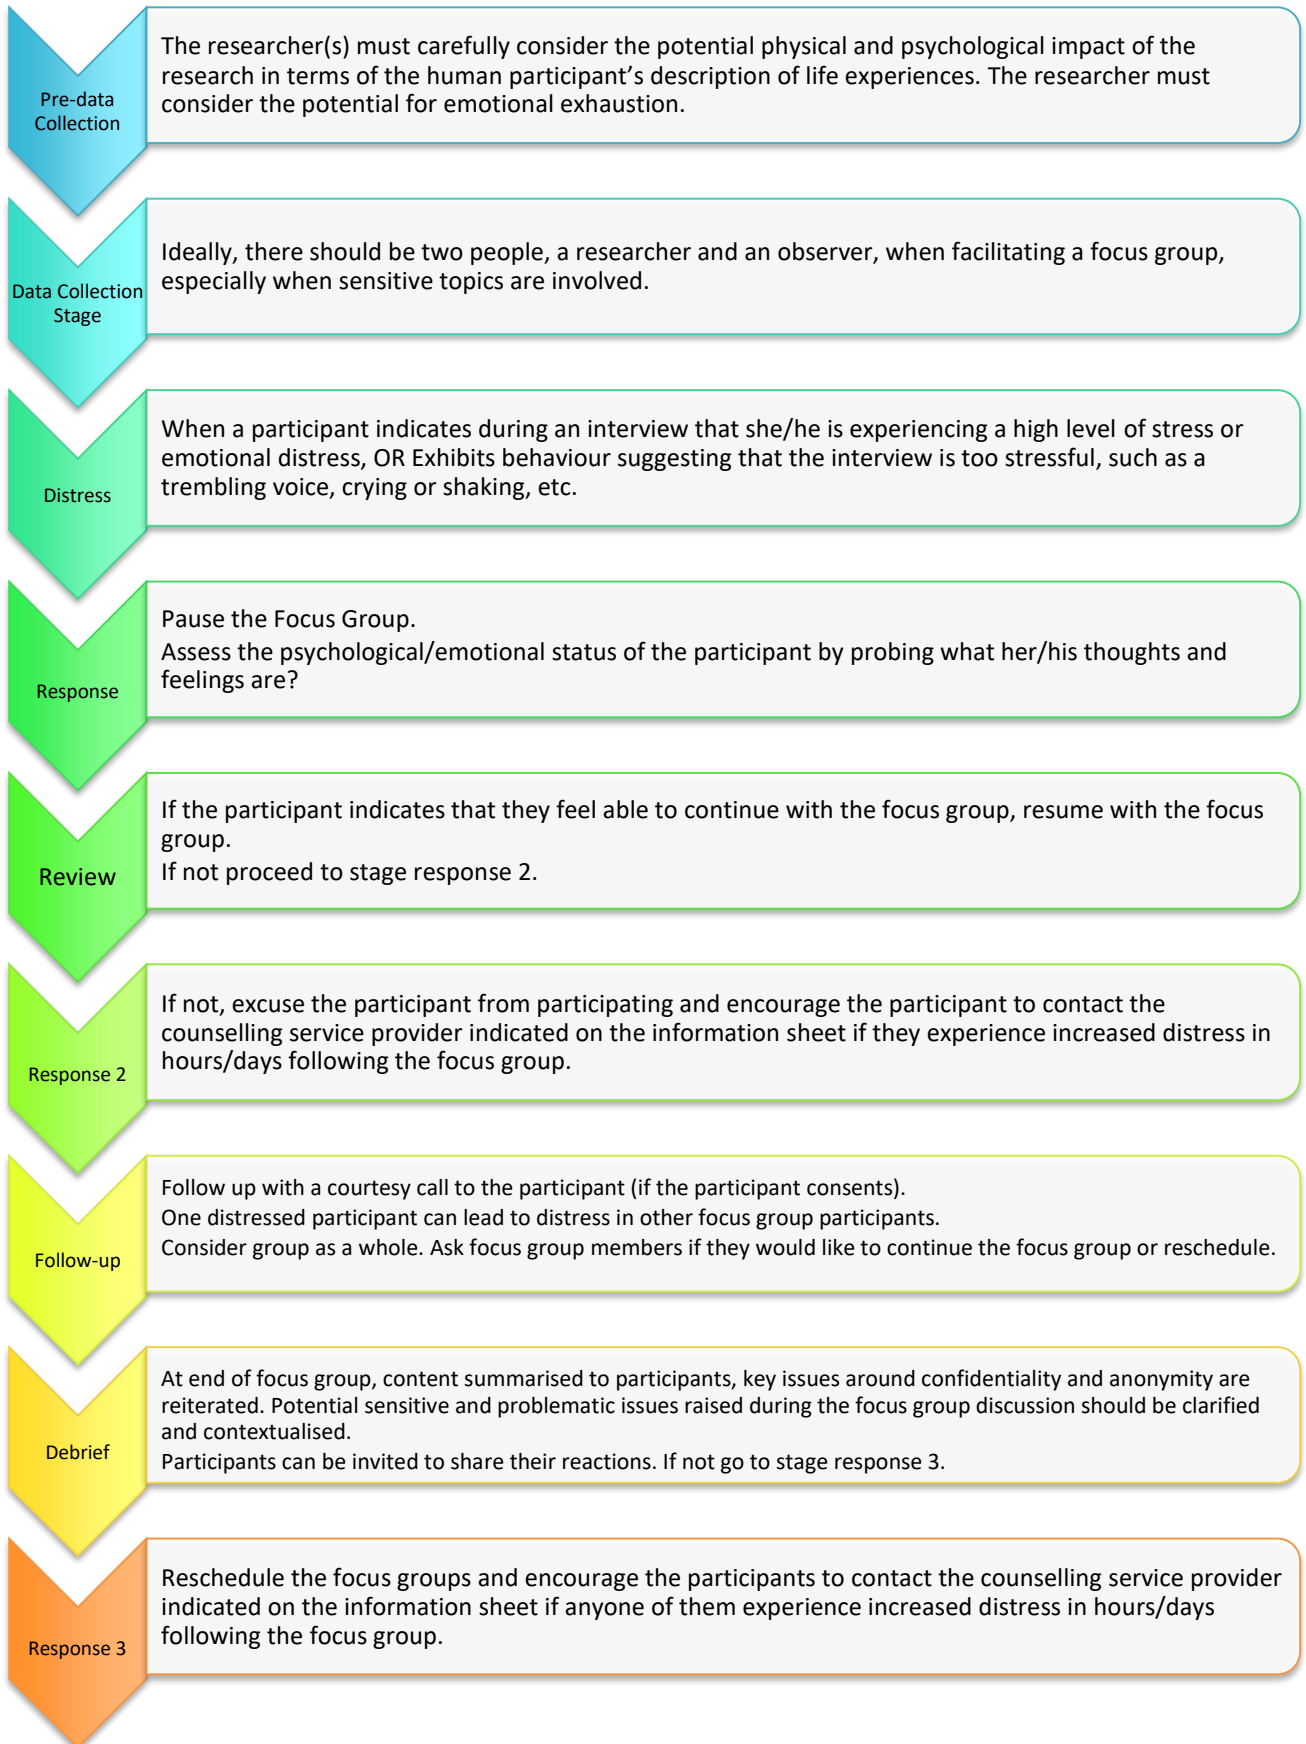 Pre-data
Collection
The researcher(s) must carefully consider the potential physical and psychological impact of the
research in terms of the human participant’s description of life experiences. The researcher must
consider the potential for emotional exhaustion.
Data Collection
Stage
Ideally, there should be two people, a researcher and an observer, when facilitating a focus group,
especially when sensitive topics are involved.
Distress
When a participant indicates during an interview that she/he is experiencing a high level of stress or
emotional distress, OR Exhibits behaviour suggesting that the interview is too stressful, such as a
trembling voice, crying or shaking, etc.
Response
Pause the Focus Group.
Assess the psychological/emotional status of the participant by probing what her/his thoughts and
feelings are?
Review
If the participant indicates that they feel able to continue with the focus group, resume with the focus
group.
If not proceed to stage response 2.
Response 2
If not, excuse the participant from participating and encourage the participant to contact the
counselling service provider indicated on the information sheet if they experience increased distress in
hours/days following the focus group.
Follow-up
Follow up with a courtesy call to the participant (if the participant consents).
One distressed participant can lead to distress in other focus group participants.
Consider group as a whole. Ask focus group members if they would like to continue the focus group or reschedule.
Debrief
At end of focus group, content summarised to participants, key issues around confidentiality and anonymity are
reiterated. Potential sensitive and problematic issues raised during the focus group discussion should be clarified
and contextualised.
Participants can be invited to share their reactions. If not go to stage response 3.
Response 3
Reschedule the focus groups and encourage the participants to contact the counselling service provider
indicated on the information sheet if anyone of them experience increased distress in hours/days
following the focus group.